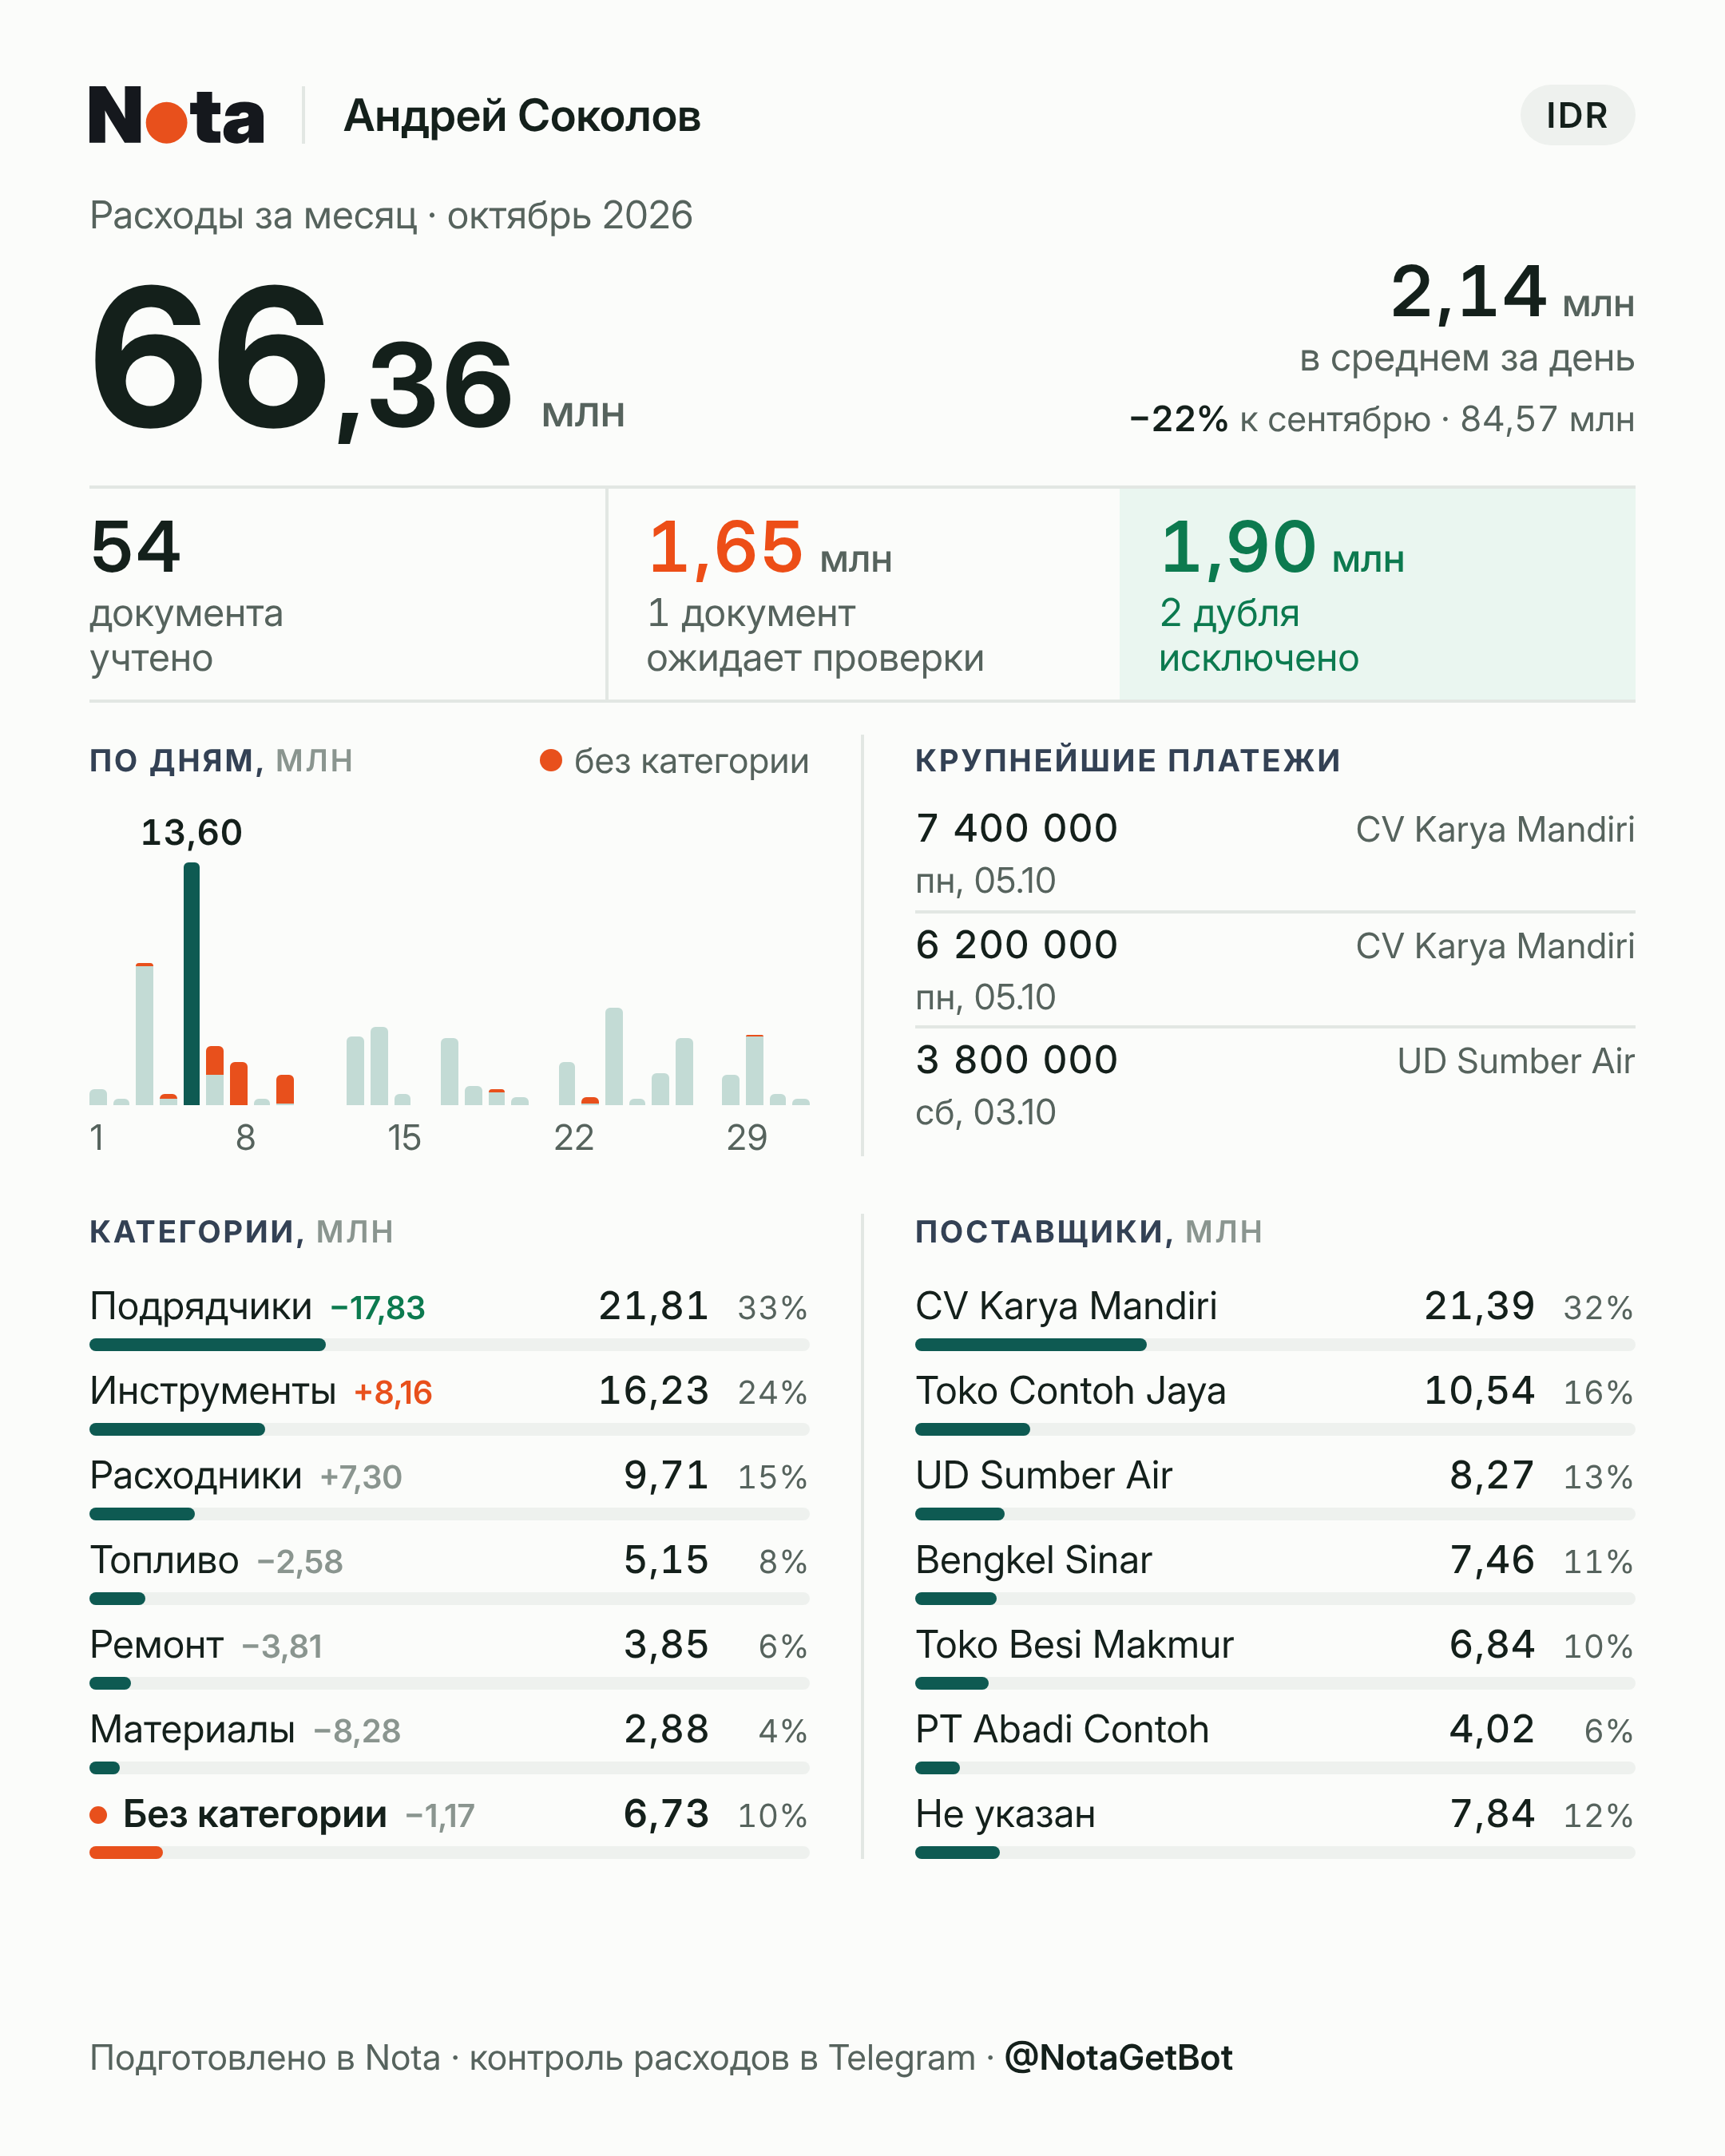 Nota
Андрей Соколов
IDR
Расходы за месяц · октябрь 2026
66,36 млн
2,14 млн
в среднем за день
−22% к сентябрю · 84,57 млн
54
документа
учтено
1,65 млн
1 документ
ожидает проверки
1,90 млн
2 дубля
исключено
ПО ДНЯМ, МЛН
без категории
13,60
1 8 15 22 29
КРУПНЕЙШИЕ ПЛАТЕЖИ
7 400 000 CV Karya Mandiri
пн, 05.10
6 200 000 CV Karya Mandiri
пн, 05.10
3 800 000 UD Sumber Air
сб, 03.10
КАТЕГОРИИ, МЛН
Подрядчики −17,83 21,81 33%
Инструменты +8,16 16,23 24%
Расходники +7,30 9,71 15%
Топливо −2,58 5,15 8%
Ремонт −3,81 3,85 6%
Материалы −8,28 2,88 4%
Без категории −1,17 6,73 10%
ПОСТАВЩИКИ, МЛН
CV Karya Mandiri 21,39 32%
Toko Contoh Jaya 10,54 16%
UD Sumber Air 8,27 13%
Bengkel Sinar 7,46 11%
Toko Besi Makmur 6,84 10%
PT Abadi Contoh 4,02 6%
Не указан 7,84 12%
Подготовлено в Nota · контроль расходов в Telegram · @NotaGetBot